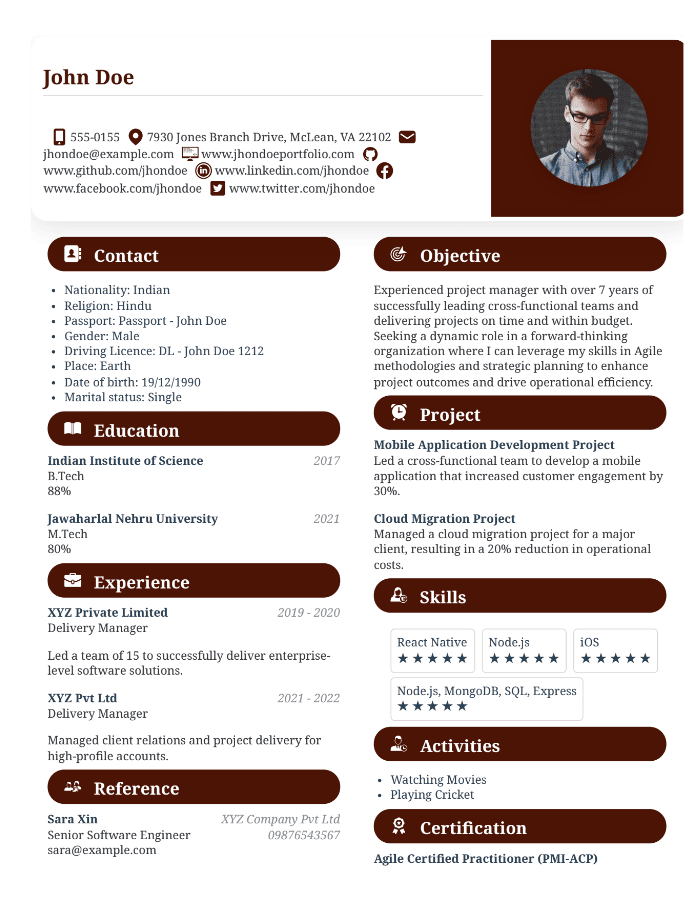 John Doe
555-0155 7930 Jones Branch Drive, McLean, VA 22102
jhondoe@example.com www.jhondoeportfolio.com
www.github.com/jhondoe www.linkedin.com/jhondoe
www.facebook.com/jhondoe www.twitter.com/jhondoe
Contact
• Nationality: Indian
• Religion: Hindu
• Passport: Passport - John Doe
• Gender: Male
• Driving Licence: DL - John Doe 1212
• Place: Earth
• Date of birth: 19/12/1990
• Marital status: Single
Education
Indian Institute of Science 2017
B.Tech
88%
Jawaharlal Nehru University 2021
M.Tech
80%
Experience
XYZ Private Limited 2019 - 2020
Delivery Manager
Led a team of 15 to successfully deliver enterprise-
level software solutions.
XYZ Pvt Ltd 2021 - 2022
Delivery Manager
Managed client relations and project delivery for
high-profile accounts.
Reference
Sara Xin XYZ Company Pvt Ltd
Senior Software Engineer 09876543567
sara@example.com
Objective
Experienced project manager with over 7 years of
successfully leading cross-functional teams and
delivering projects on time and within budget.
Seeking a dynamic role in a forward-thinking
organization where I can leverage my skills in Agile
methodologies and strategic planning to enhance
project outcomes and drive operational efficiency.
Project
Mobile Application Development Project
Led a cross-functional team to develop a mobile
application that increased customer engagement by
30%.
Cloud Migration Project
Managed a cloud migration project for a major
client, resulting in a 20% reduction in operational
costs.
Skills
React Native Node.js iOS
★★★★★ ★★★★★ ★★★★★
Node.js, MongoDB, SQL, Express
★★★★★
Activities
• Watching Movies
• Playing Cricket
Certification
Agile Certified Practitioner (PMI-ACP)